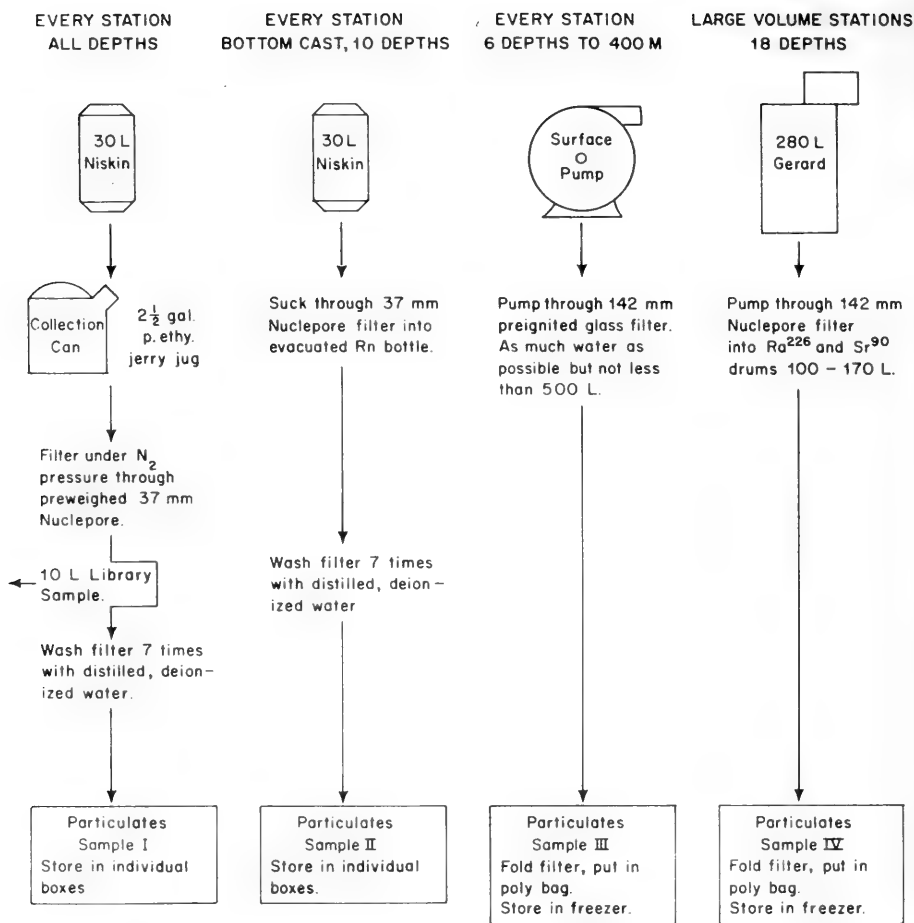 EVERY STATION
ALL DEPTHS
30 L
Niskin
Collection
Can
2½ gal.
p. ethy.
jerry jug
Filter under N2
pressure through
preweighed 37 mm
Nuclepore.
10 L Library
Sample.
Wash filter 7 times
with distilled, deion-
ized water.
Particulates
Sample I
Store in individual
boxes
EVERY STATION
BOTTOM CAST, 10 DEPTHS
30 L
Niskin
Suck through 37 mm
Nuclepore filter into
evacuated Rn bottle.
Wash filter 7 times
with distilled, deion-
ized water
Particulates
Sample II
Store in individual
boxes.
EVERY STATION
6 DEPTHS TO 400 M
Surface
Pump
Pump through 142 mm
preignited glass filter.
As much water as
possible but not less
than 500 L.
Particulates
Sample III
Fold filter, put in
poly bag.
Store in freezer.
LARGE VOLUME STATIONS
18 DEPTHS
280 L
Gerard
Pump through 142 mm
Nuclepore filter
into Ra226 and Sr90
drums 100 – 170 L.
Particulates
Sample IV
Fold filter, put in
poly bag.
Store in freezer.